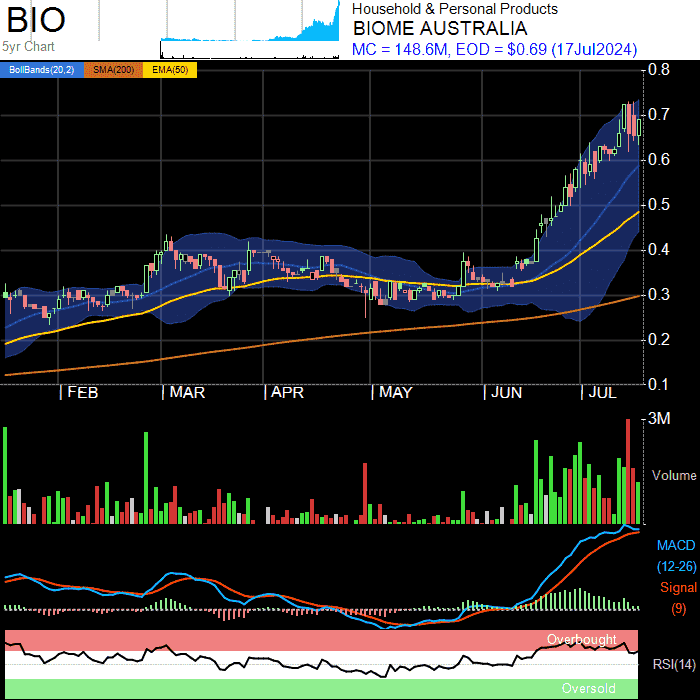 BIO
5yr Chart
Household & Personal Products
BIOME AUSTRALIA
MC = 148.6M, EOD = $0.69 (17Jul2024)
BollBands(20,2) SMA(200) EMA(50)
0.8
0.7
0.6
0.5
0.4
0.3
0.2
0.1
FEB MAR APR MAY JUN JUL
3M
Volume
MACD
(12-26)
Signal
(9)
Overbought
RSI(14)
Oversold